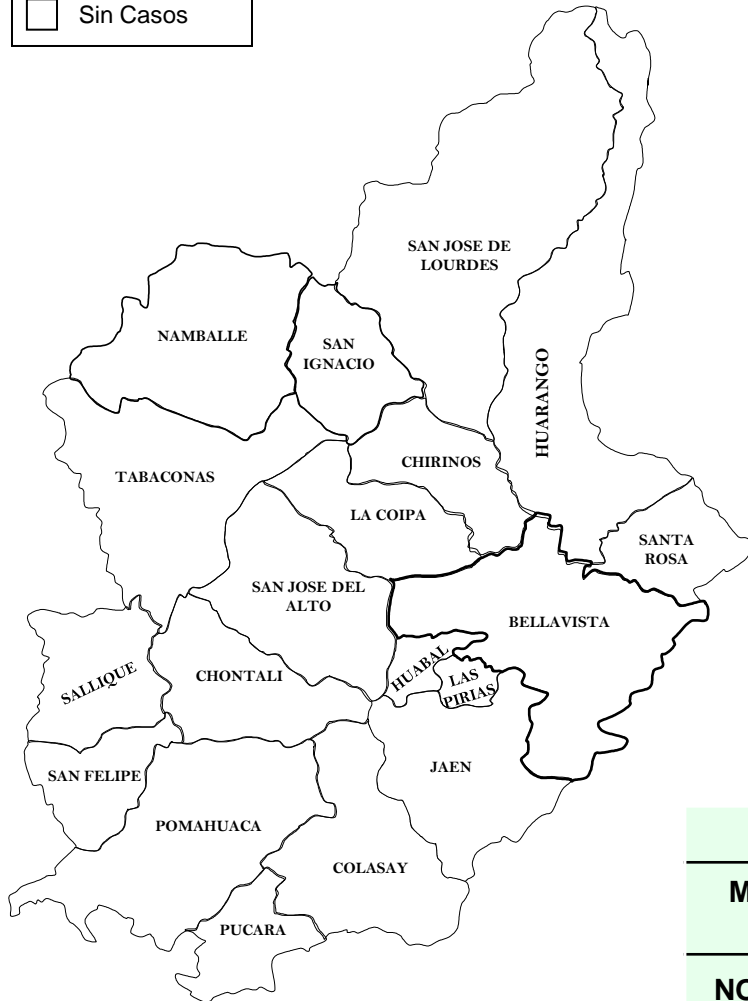 Sin Casos
SAN JOSE DE
LOURDES
NAMBALLE
SAN
IGNACIO
HUARANGO
TABACONAS
CHIRINOS
LA COIPA
SANTA
ROSA
SAN JOSE DEL
ALTO
BELLAVISTA
SALLIQUE
CHONTALI
HUABAL
LAS
PIRIAS
SAN FELIPE
JAEN
POMAHUACA
COLASAY
PUCARA
M
NO